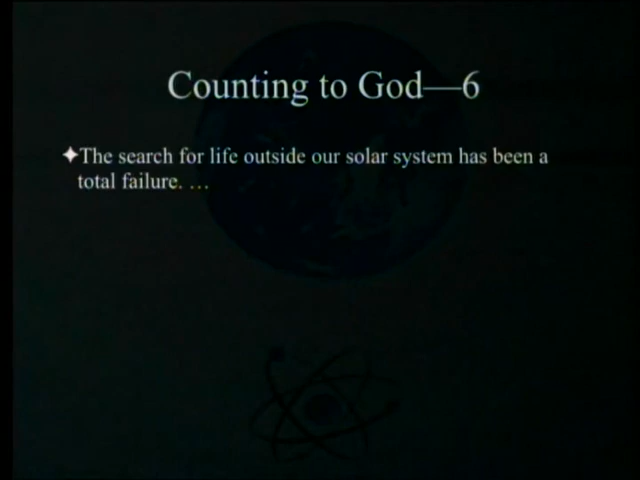 Counting to God—6
✦The search for life outside our solar system has been a
total failure. …